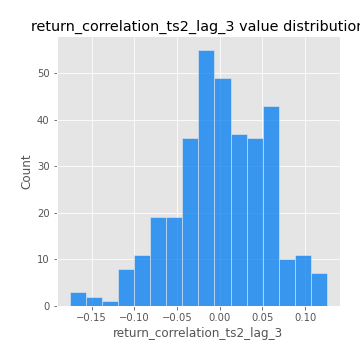 return_correlation_ts2_lag_3 value distribution
50
40
30
20
10
0
Count
−0.15 −0.10 −0.05 0.00 0.05 0.10
return_correlation_ts2_lag_3